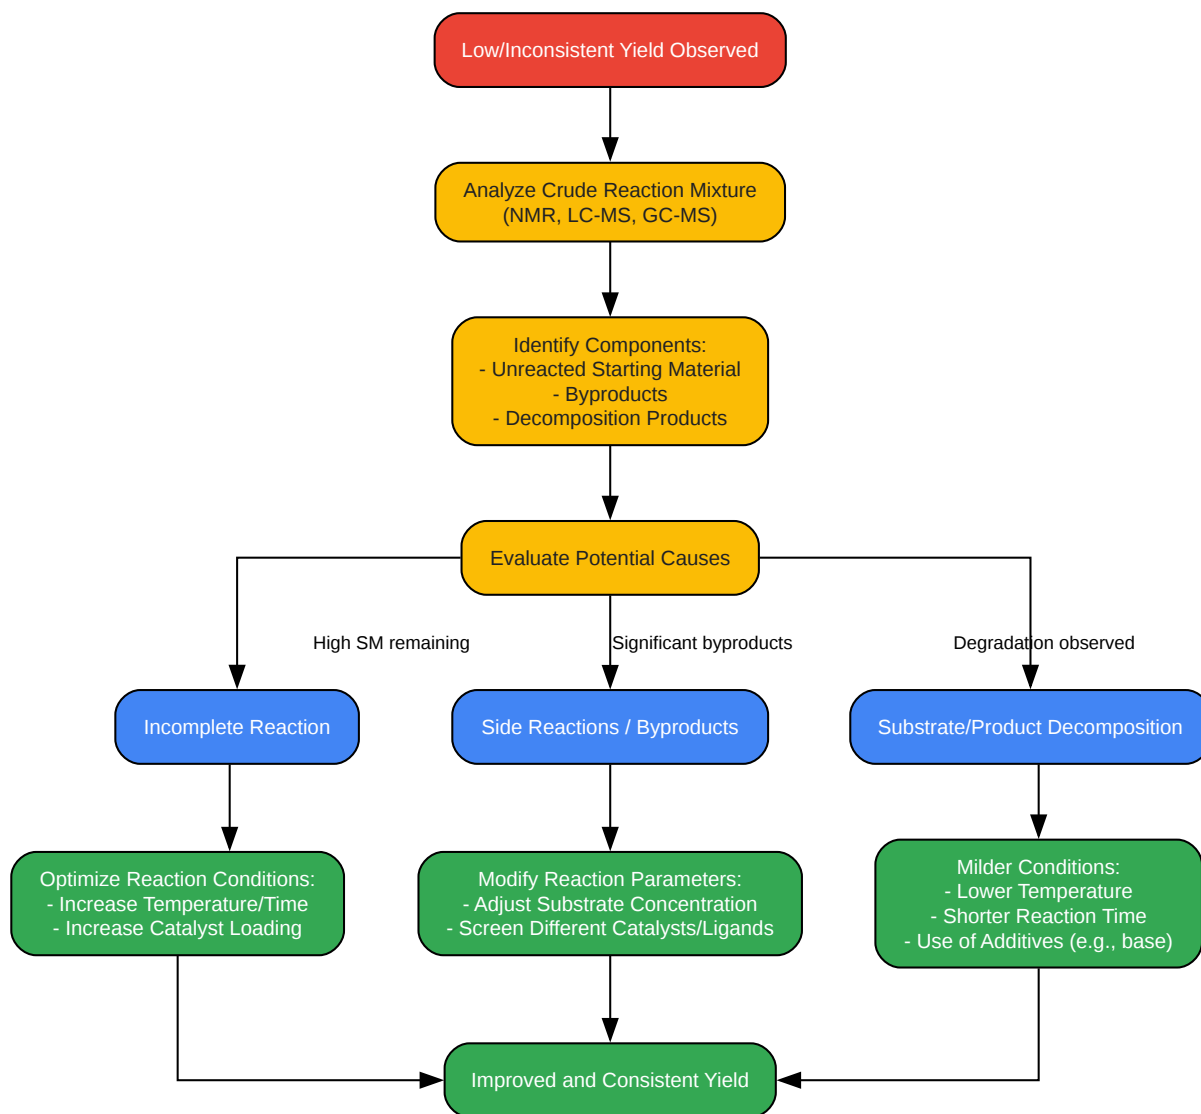 Low/Inconsistent Yield Observed
Analyze Crude Reaction Mixture
(NMR, LC-MS, GC-MS)
Identify Components:
- Unreacted Starting Material
- Byproducts
- Decomposition Products
Evaluate Potential Causes
High SM remaining
Significant byproducts
Degradation observed
Incomplete Reaction
Side Reactions / Byproducts
Substrate/Product Decomposition
Optimize Reaction Conditions:
- Increase Temperature/Time
- Increase Catalyst Loading
Modify Reaction Parameters:
- Adjust Substrate Concentration
- Screen Different Catalysts/Ligands
Milder Conditions:
- Lower Temperature
- Shorter Reaction Time
- Use of Additives (e.g., base)
Improved and Consistent Yield